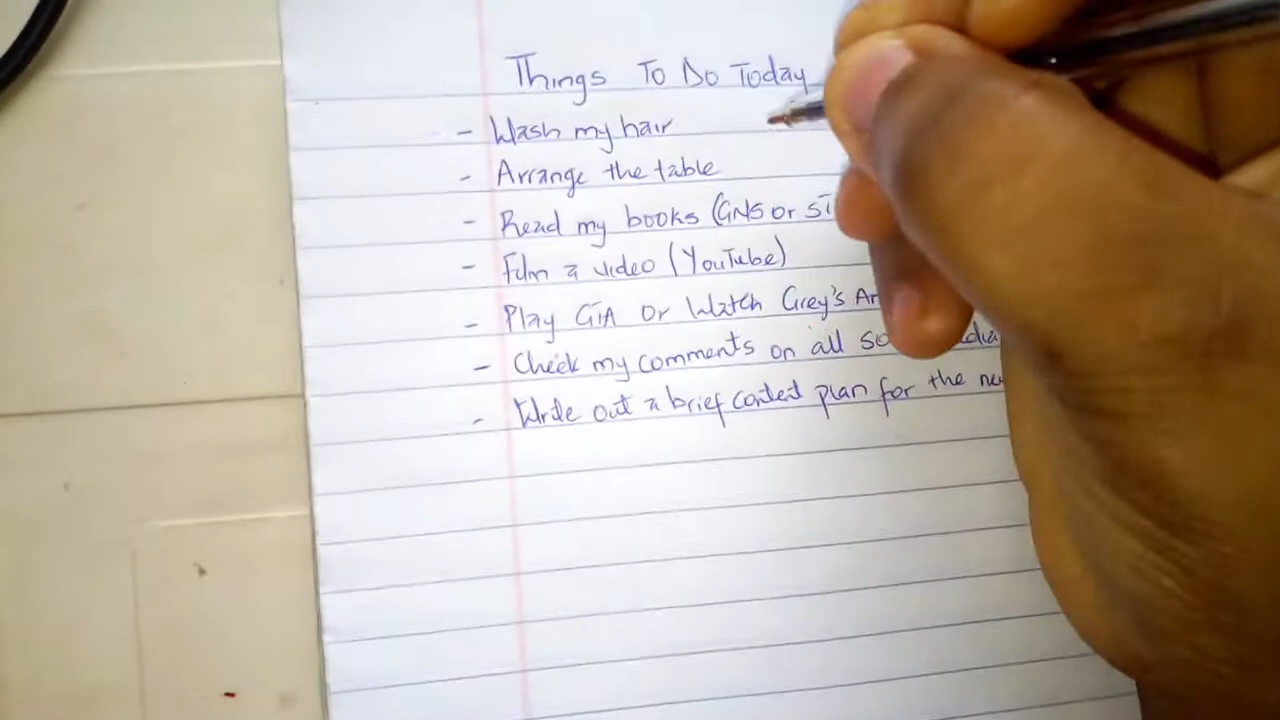 Things To Do Today
- Wash my hair
- Arrange the table
- Read my books (GNS or
- Film a video (YouTube)
- Play GTA Or Watch Grey's
- Check my comments on all
- Write out a brief content plan for the